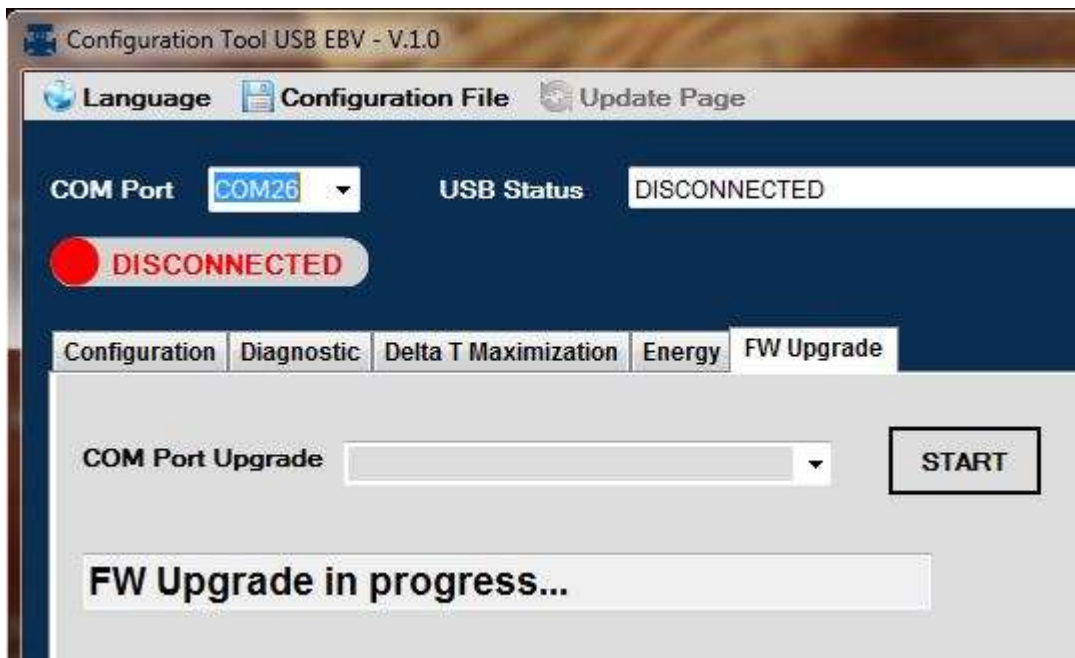 Configuration Tool USB EBV - V.1.0
Language Configuration File Update Page
COM Port COM26 USB Status DISCONNECTED
DISCONNECTED
Configuration Diagnostic Delta T Maximization Energy FW Upgrade
COM Port Upgrade START
FW Upgrade in progress...